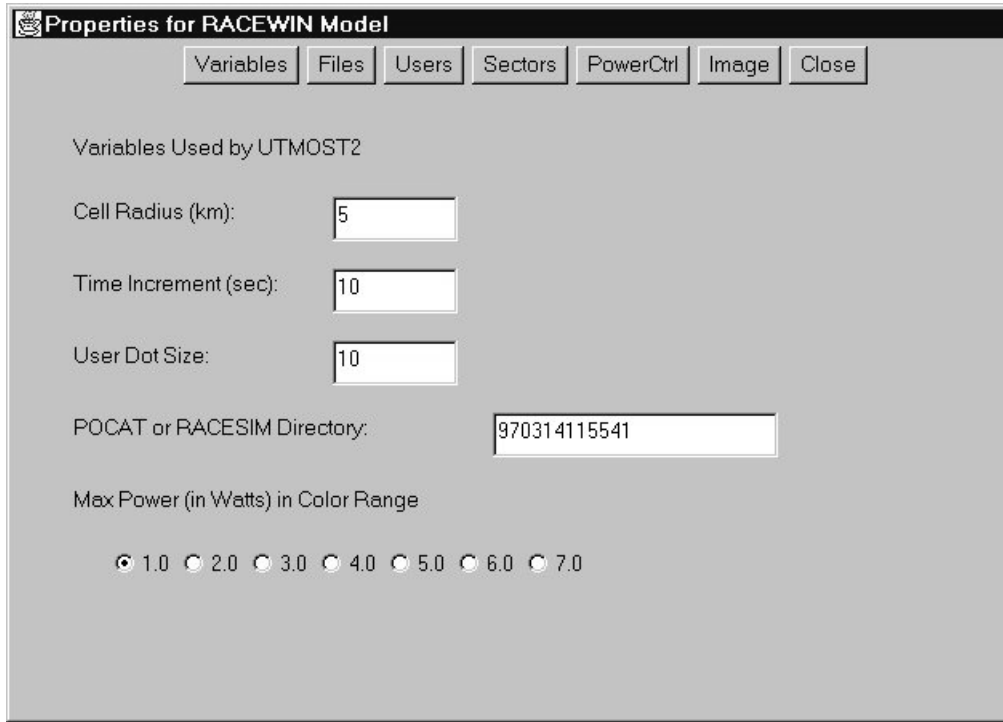 Properties for RACEWIN Model
Variables Files Users Sectors PowerCtrl Image Close
Variables Used by UTMOST2
Cell Radius (km): 5
Time Increment (sec): 10
User Dot Size: 10
POCAT or RACESIM Directory: 970314115541
Max Power (in Watts) in Color Range
1.0 2.0 3.0 4.0 5.0 6.0 7.0